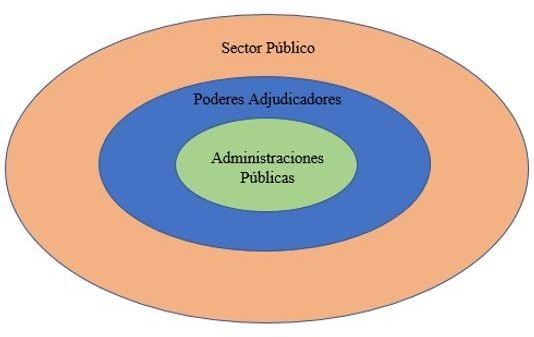 Sector Público
Poderes Adjudicadores
Administraciones
Públicas